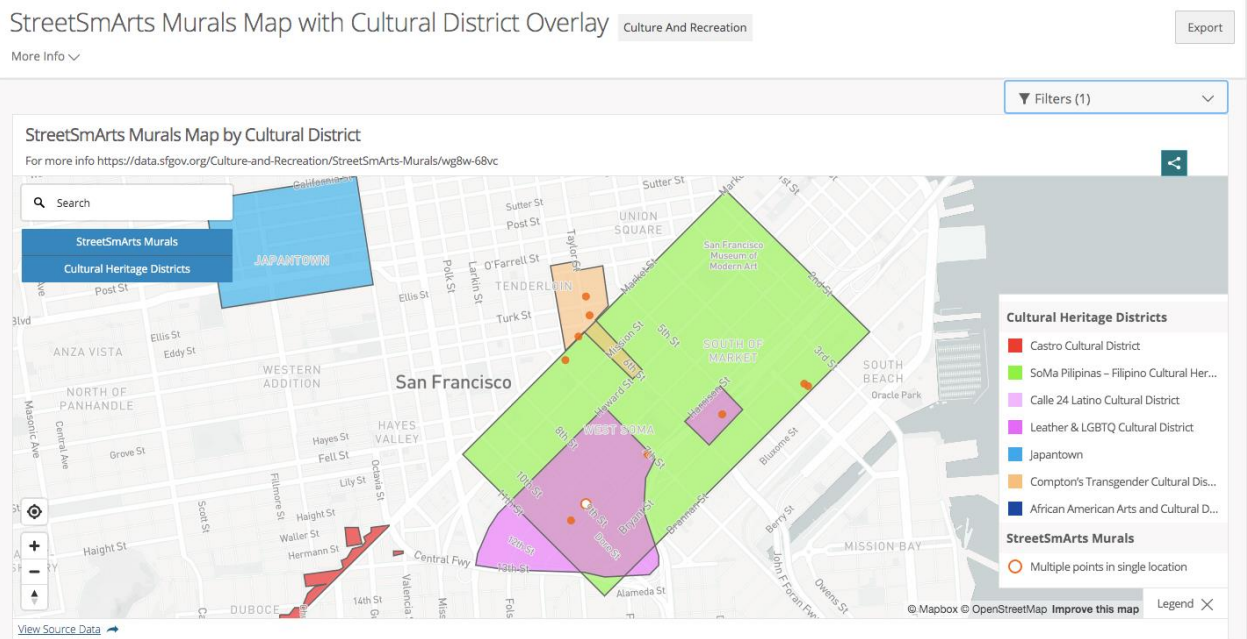 StreetSmArts Murals Map with Cultural District Overlay Culture And Recreation Export
More Info
Filters (1)
StreetSmArts Murals Map by Cultural District
For more info https://data.sfgov.org/Culture-and-Recreation/StreetSmArts-Murals/wg8w-68vc
Search
StreetSmArts Murals
Cultural Heritage Districts
California St
JAPANTOWN
Post St
Ellis St
Eddy St
ANZA VISTA
NORTH OF
PANHANDLE
WESTERN
ADDITION
Masonic Ave
Central Ave
Grove St
Hayes St
Fell St
HAYES
VALLEY
Lily St
Octavia St
Fillmore St
Scott St
Haight St
Waller St
Hermann St
Haight St
DUBOCE
14th St
Valencia
Central Fwy
Sutter St
Sutter St
Post St
UNION
SQUARE
Taylor St
O'Farrell St
Polk St
Larkin St
TENDERLOIN
Ellis St
Turk St
San Francisco
Market St
San Francisco
Museum of
Modern Art
2nd St
Mission St
5th St
6th St
SOUTH OF
MARKET
3rd St
SOUTH
BEACH
Oracle Park
Howard St
Harrison St
WEST SOMA
7th St
8th St
9th St
10th St
11th St
12th St
13th St
Dore St
Bryant St
Brannan St
Bluxome St
Berry St
MISSION BAY
John F Foran Fwy
Owens St
Alameda St
Cultural Heritage Districts
Castro Cultural District
SoMa Pilipinas – Filipino Cultural Her...
Calle 24 Latino Cultural District
Leather & LGBTQ Cultural District
Japantown
Compton's Transgender Cultural Dis...
African American Arts and Cultural D...
StreetSmArts Murals
Multiple points in single location
Legend
© Mapbox © OpenStreetMap Improve this map
View Source Data